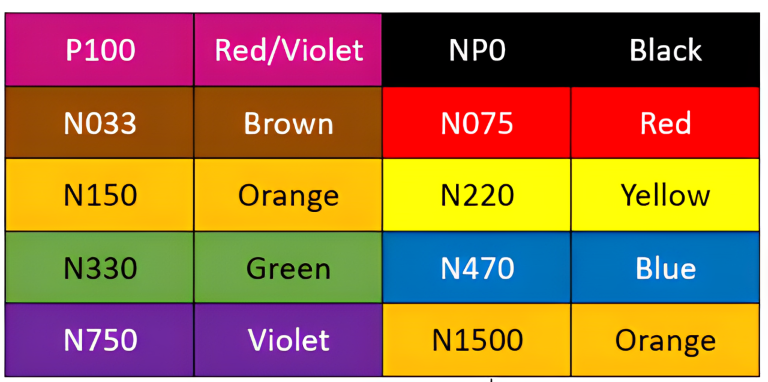 P100 Red/Violet NP0 Black
N033 Brown N075 Red
N150 Orange N220 Yellow
N330 Green N470 Blue
N750 Violet N1500 Orange